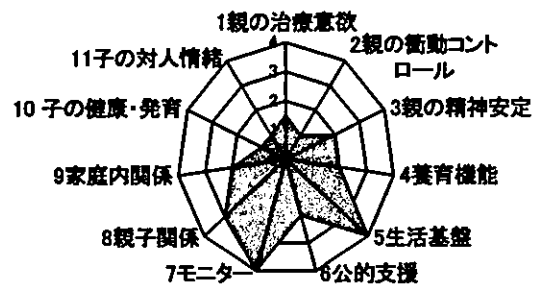 1親の治療意欲
2親の衝動コント
ロール
3親の精神安定
4養育機能
5生活基盤
6公的支援
7モニター
8親子関係
9家庭内関係
10 子の健康・発育
11子の対人情緒
4
3
2
1